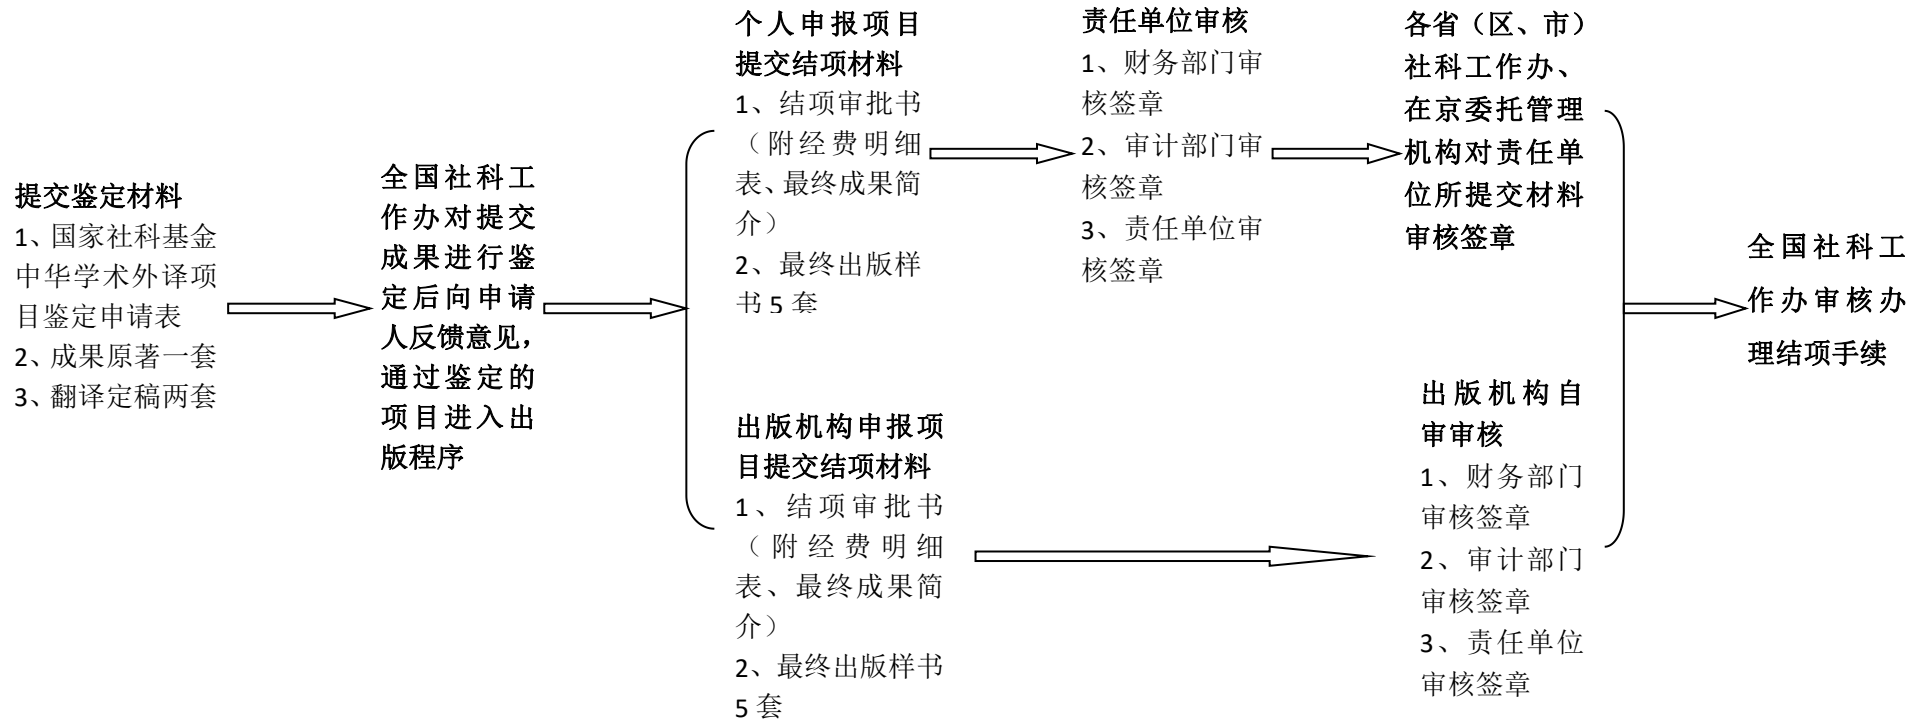 提交鉴定材料
1、国家社科基金
中华学术外译项
目鉴定申请表
2、成果原著一套
3、翻译定稿两套
全国社科工
作办对提交
成果进行鉴
定后向申请
人反馈意见，
通过鉴定的
项目进入出
版程序
个人申报项目
提交结项材料
1、结项审批书
（附经费明细
表、最终成果简
介）
2、最终出版样
书 5 套
责任单位审核
1、财务部门审
核签章
2、审计部门审
核签章
3、责任单位审
核签章
各省（区、市）
社科工作办、
在京委托管理
机构对责任单
位所提交材料
审核签章
出版机构申报项
目提交结项材料
1、结项审批书
（附经费明细
表、最终成果简
介）
2、最终出版样书
5 套
出版机构自
审审核
1、财务部门
审核签章
2、审计部门
审核签章
3、责任单位
审核签章
全国社科工
作办审核办
理结项手续